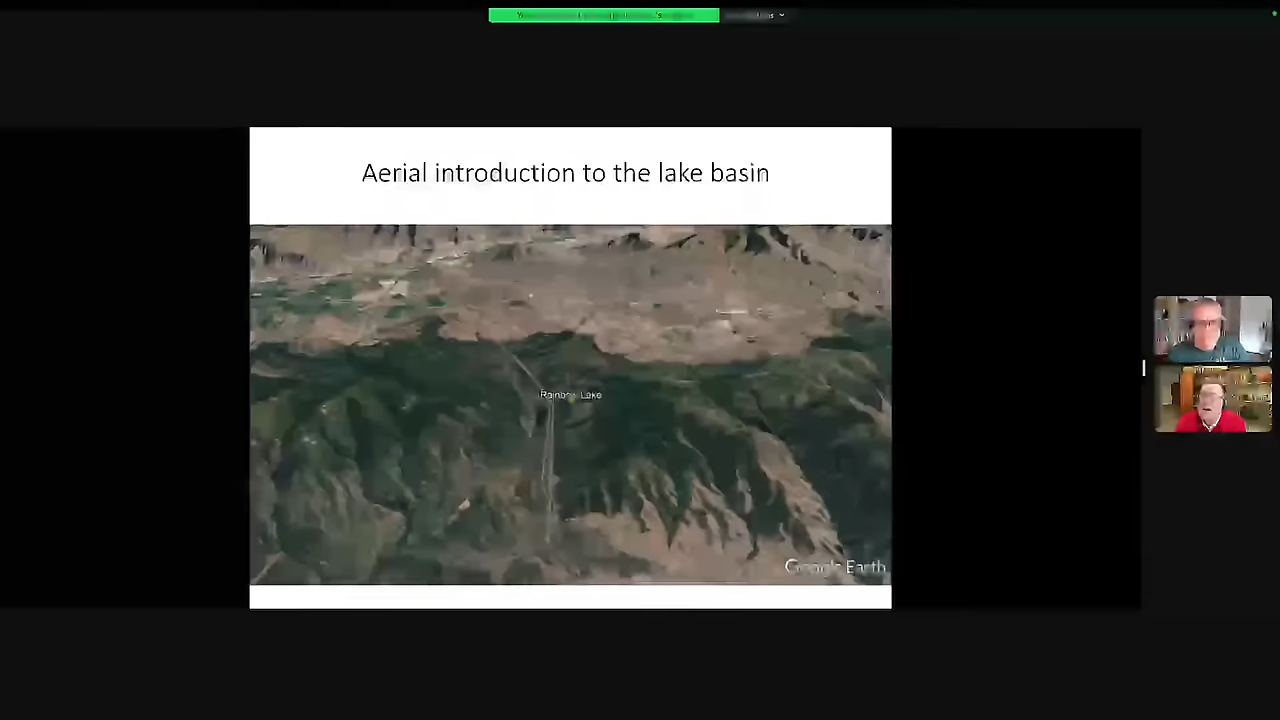 Aerial introduction to the lake basin
Rainbow Lake
Google Earth